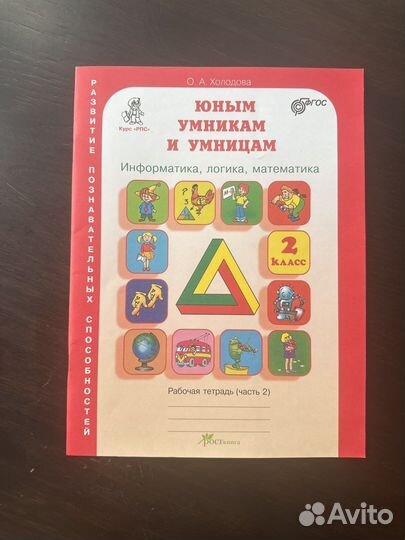 О. А. Холодова
Курс «РПС»
ФГОС
ЮНЫМ
УМНИКАМ
И УМНИЦАМ
Информатика, логика, математика
РАЗВИТИЕ ПОЗНАВАТЕЛЬНЫХ СПОСОБНОСТЕЙ
2
КЛАСС
Рабочая тетрадь (часть 2)
РОСТкнига
Avito